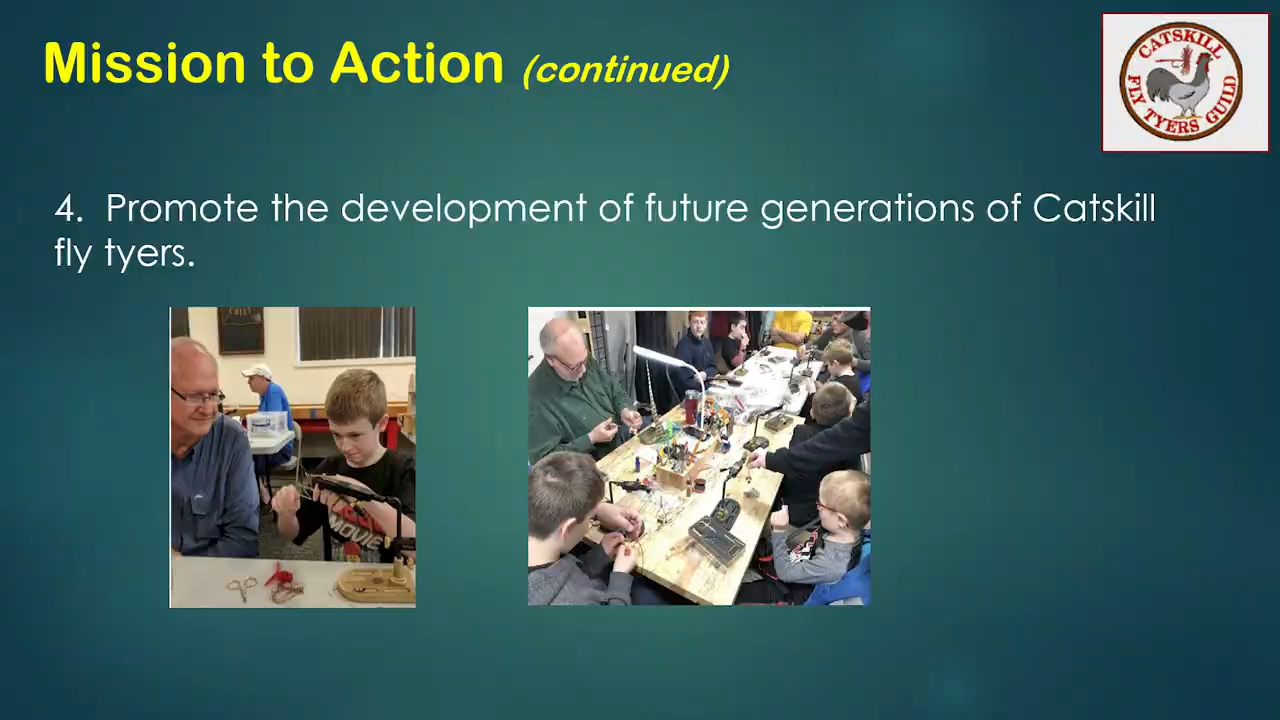 Mission to Action (continued)
CATSKILL
FLY TYERS GUILD
4. Promote the development of future generations of Catskill
fly tyers.
MOVIE